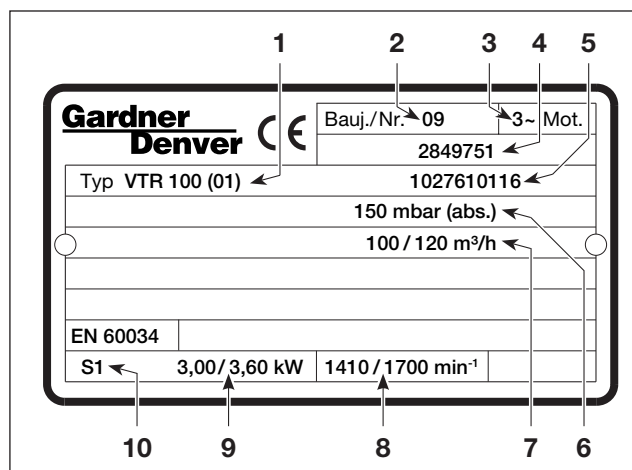 1 2 3 4 5
Gardner Denver CE Bauj./Nr. 09 3~ Mot.
2849751
Typ VTR 100 (01) 1027610116
150 mbar (abs.)
100 / 120 m³/h
EN 60034
S1 3,00/3,60 kW 1410/1700 min⁻¹
10 9 8 7 6